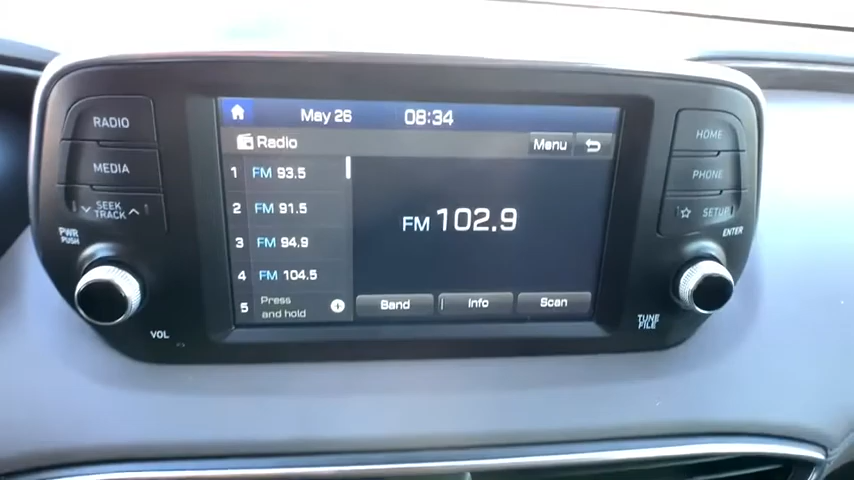 May 26 08:34
Radio
Menu
1 FM 93.5
2 FM 91.5
3 FM 94.9
4 FM 104.5
5 Press and hold
FM 102.9
Band Info Scan
RADIO
MEDIA
SEEK
TRACK
PWR
PUSH
VOL
HOME
PHONE
SETUP
ENTER
TUNE
FILE